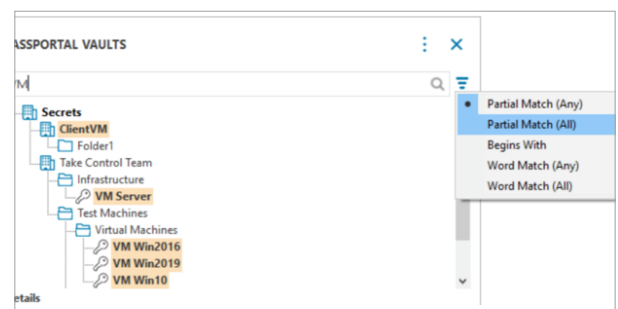 ASSPORTAL VAULTS
VM
Partial Match (Any)
Partial Match (All)
Begins With
Word Match (Any)
Word Match (All)
Secrets
ClientVM
Folder1
Take Control Team
Infrastructure
VM Server
Test Machines
Virtual Machines
VM Win2016
VM Win2019
VM Win10
etails